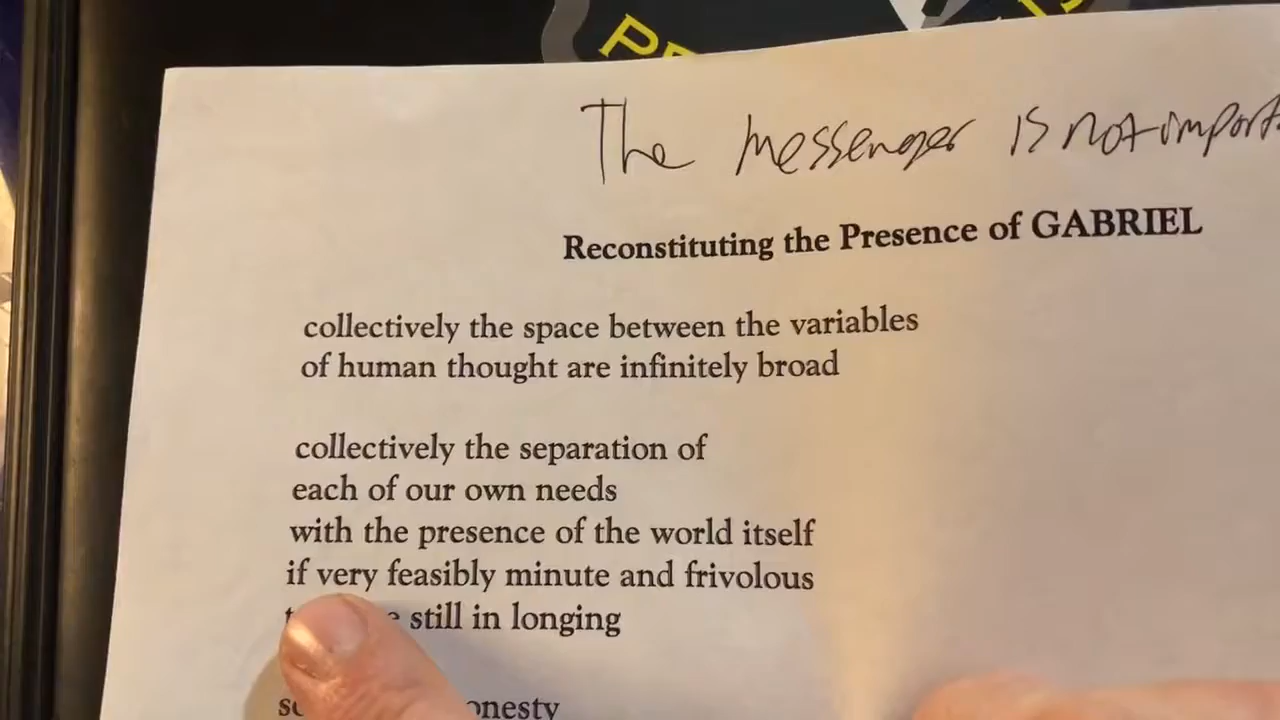 The messenger is not
Reconstituting the Presence of GABRIEL
collectively the space between the variables
of human thought are infinitely broad
collectively the separation of
each of our own needs
with the presence of the world itself
if very feasibly minute and frivolous
still in longing